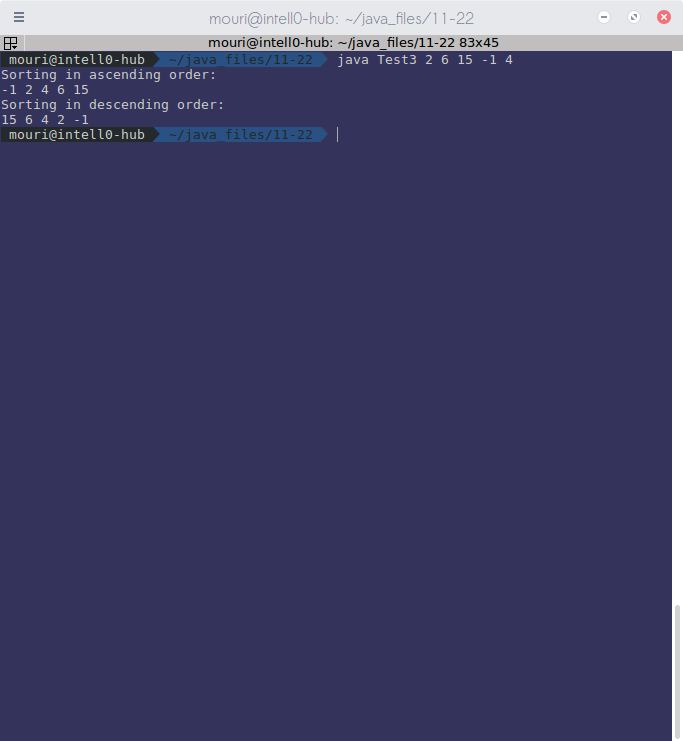 mouri@intell0-hub: ~/java_files/11-22
mouri@intell0-hub: ~/java_files/11-22 83x45
mouri@intell0-hub ~/java_files/11-22 java Test3 2 6 15 -1 4
Sorting in ascending order:
-1 2 4 6 15
Sorting in descending order:
15 6 4 2 -1
mouri@intell0-hub ~/java_files/11-22